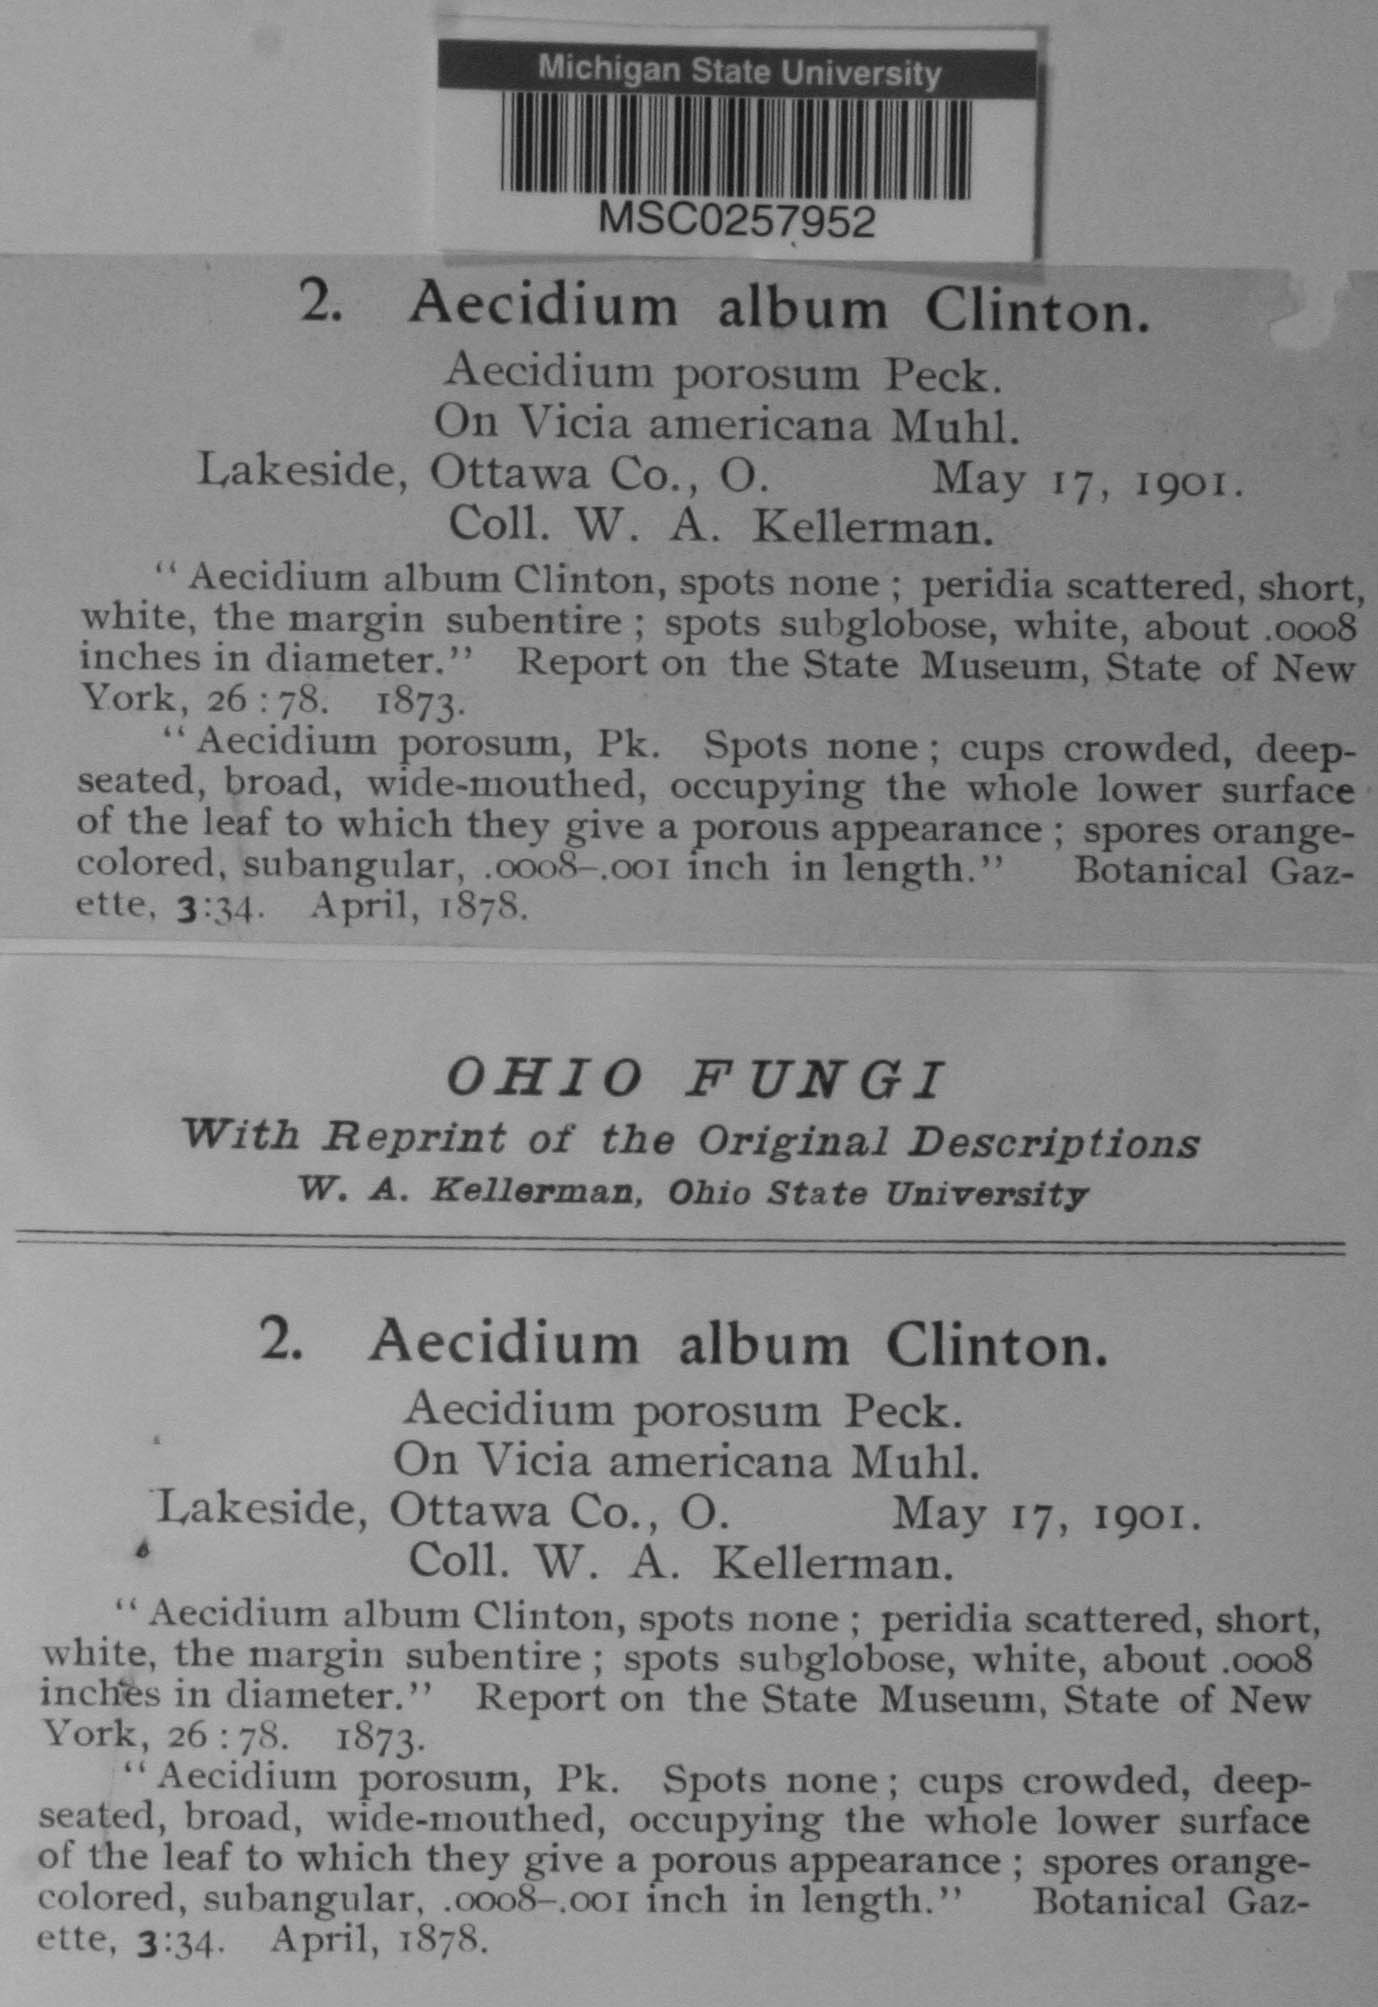 Michigan State University
MSC0257952
2. Aecidium album Clinton.
Aecidium porosum Peck.
On Vicia americana Muhl.
Lakeside, Ottawa Co., O. May 17, 1901.
Coll. W. A. Kellerman.
“ Aecidium album Clinton, spots none ; peridia scattered, short,
white, the margin subentire ; spots subglobose, white, about .0008
inches in diameter.” Report on the State Museum, State of New
York, 26 : 78. 1873.
“ Aecidium porosum, Pk. Spots none ; cups crowded, deep-
seated, broad, wide-mouthed, occupying the whole lower surface
of the leaf to which they give a porous appearance ; spores orange-
colored, subangular, .0008–.001 inch in length.” Botanical Gaz-
ette, 3:34. April, 1878.
OHIO FUNGI
With Reprint of the Original Descriptions
W. A. Kellerman, Ohio State University
2. Aecidium album Clinton.
Aecidium porosum Peck.
On Vicia americana Muhl.
Lakeside, Ottawa Co., O. May 17, 1901.
Coll. W. A. Kellerman.
“ Aecidium album Clinton, spots none ; peridia scattered, short,
white, the margin subentire ; spots subglobose, white, about .0008
inches in diameter.” Report on the State Museum, State of New
York, 26 : 78. 1873.
“ Aecidium porosum, Pk. Spots none ; cups crowded, deep-
seated, broad, wide-mouthed, occupying the whole lower surface
of the leaf to which they give a porous appearance ; spores orange-
colored, subangular, .0008–.001 inch in length.” Botanical Gaz-
ette, 3:34. April, 1878.